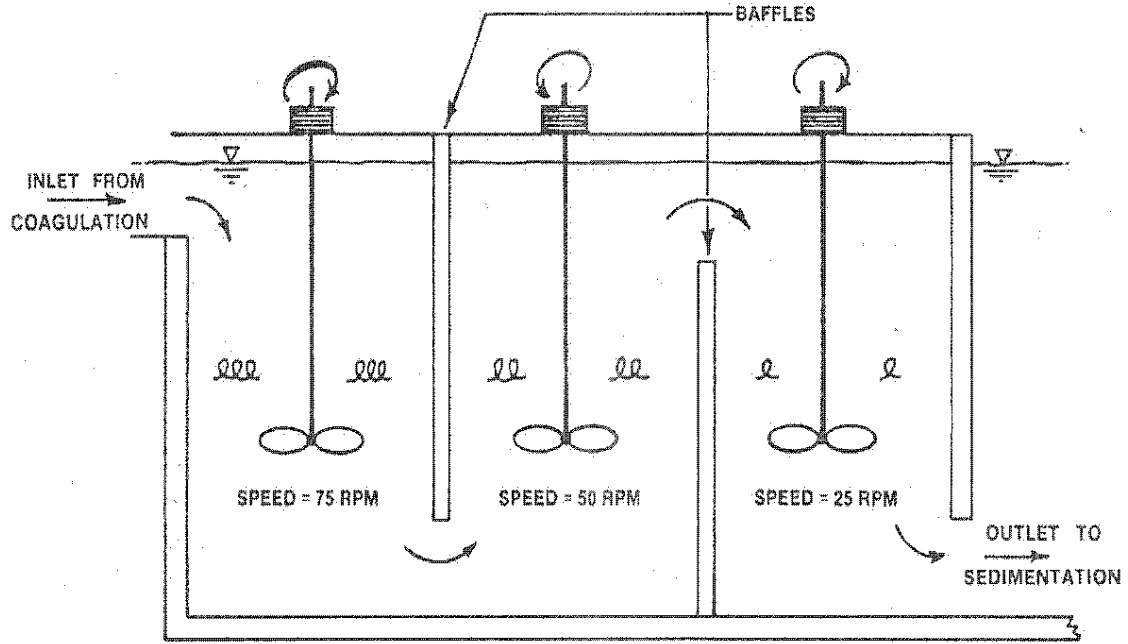 BAFFLES
INLET FROM
COAGULATION
SPEED = 75 RPM
SPEED = 50 RPM
SPEED = 25 RPM
OUTLET TO
SEDIMENTATION